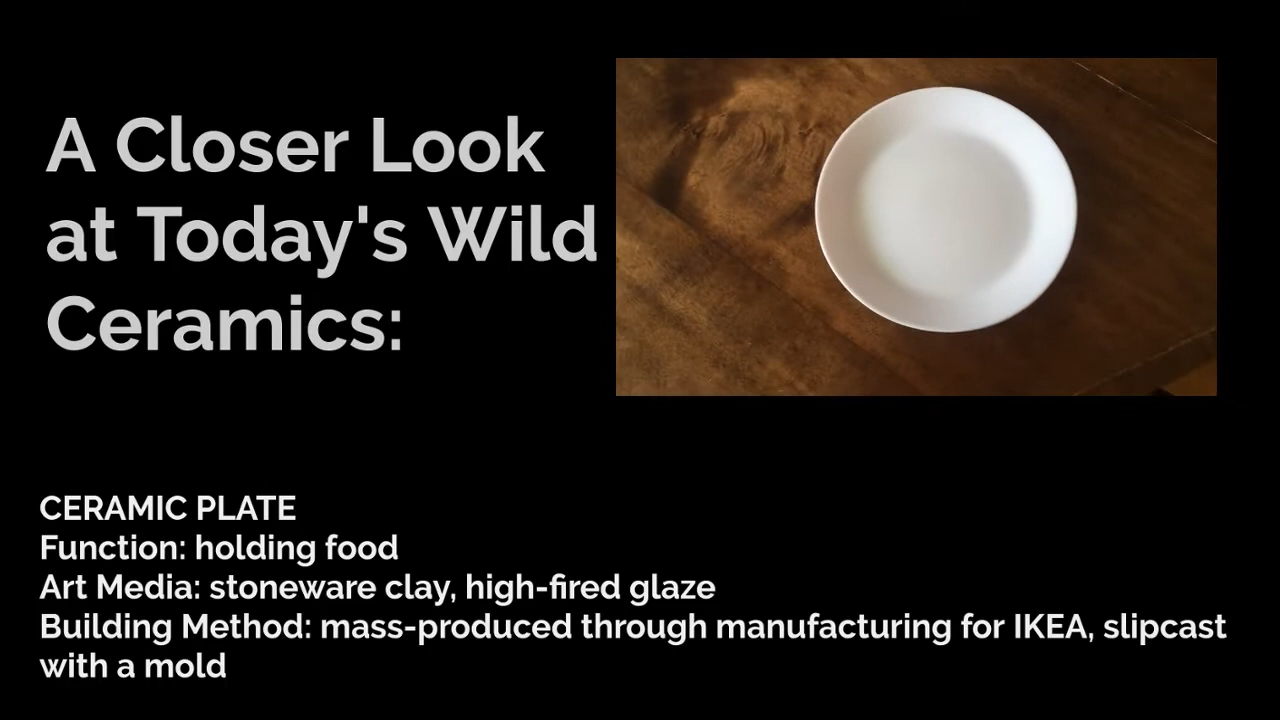 A Closer Look
at Today's Wild
Ceramics:
CERAMIC PLATE
Function: holding food
Art Media: stoneware clay, high-fired glaze
Building Method: mass-produced through manufacturing for IKEA, slipcast
with a mold